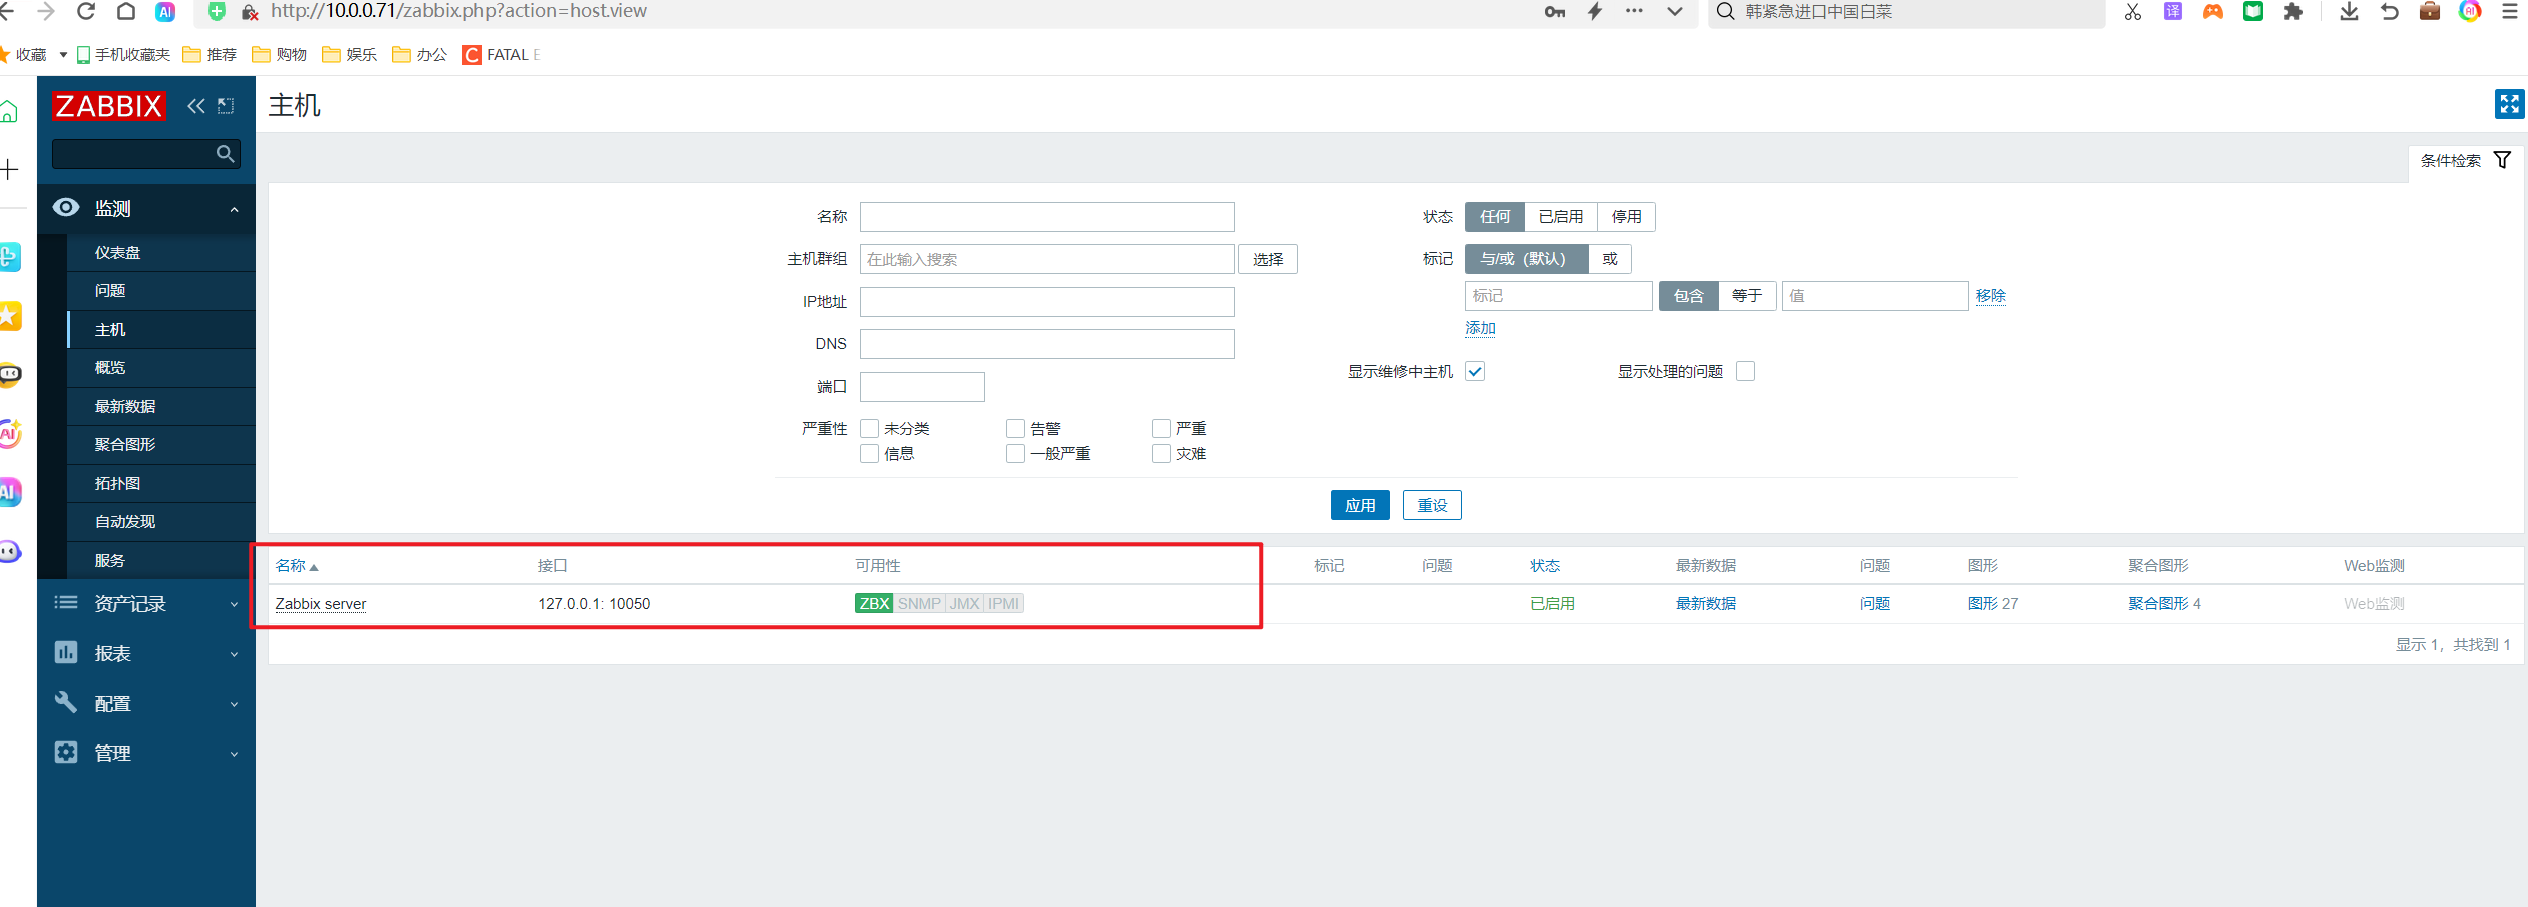 http://10.0.0.71/zabbix.php?action=host.view
韩紧急进口中国白菜
收藏 手机收藏夹 推荐 购物 娱乐 办公 FATAL E
ZABBIX
主机
条件检索
监测
仪表盘
问题
主机
概览
最新数据
聚合图形
拓扑图
自动发现
服务
资产记录
报表
配置
管理
名称
主机群组 在此输入搜索 选择
IP地址
DNS
端口
严重性 未分类 告警 严重
信息 一般严重 灾难
状态 任何 已启用 停用
标记 与/或（默认） 或
标记 包含 等于 值 移除
添加
显示维修中主机 显示处理的问题
应用 重设
名称 接口 可用性 标记 问题 状态 最新数据 问题 图形 聚合图形 Web监测
Zabbix server 127.0.0.1: 10050 ZBX SNMP JMX IPMI 已启用 最新数据 问题 图形 27 聚合图形 4 Web监测
显示 1，共找到 1